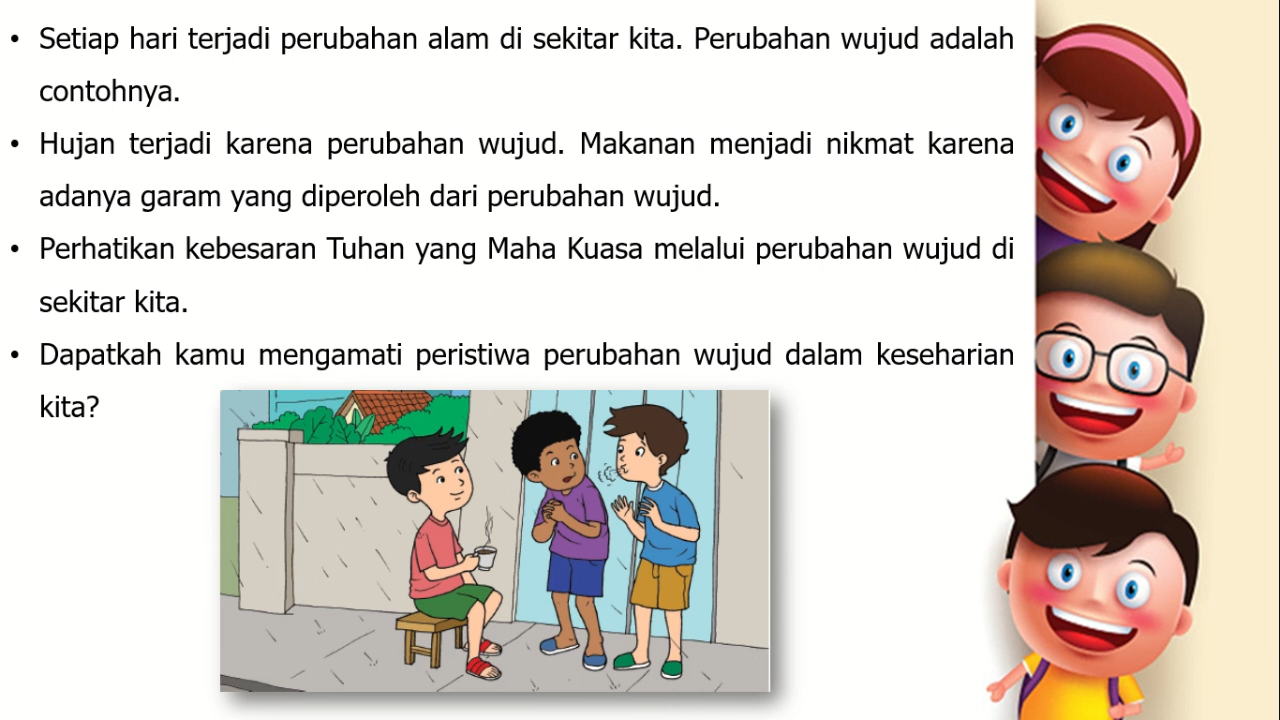 • Setiap hari terjadi perubahan alam di sekitar kita. Perubahan wujud adalah
contohnya.
• Hujan terjadi karena perubahan wujud. Makanan menjadi nikmat karena
adanya garam yang diperoleh dari perubahan wujud.
• Perhatikan kebesaran Tuhan yang Maha Kuasa melalui perubahan wujud di
sekitar kita.
• Dapatkah kamu mengamati peristiwa perubahan wujud dalam keseharian
kita?